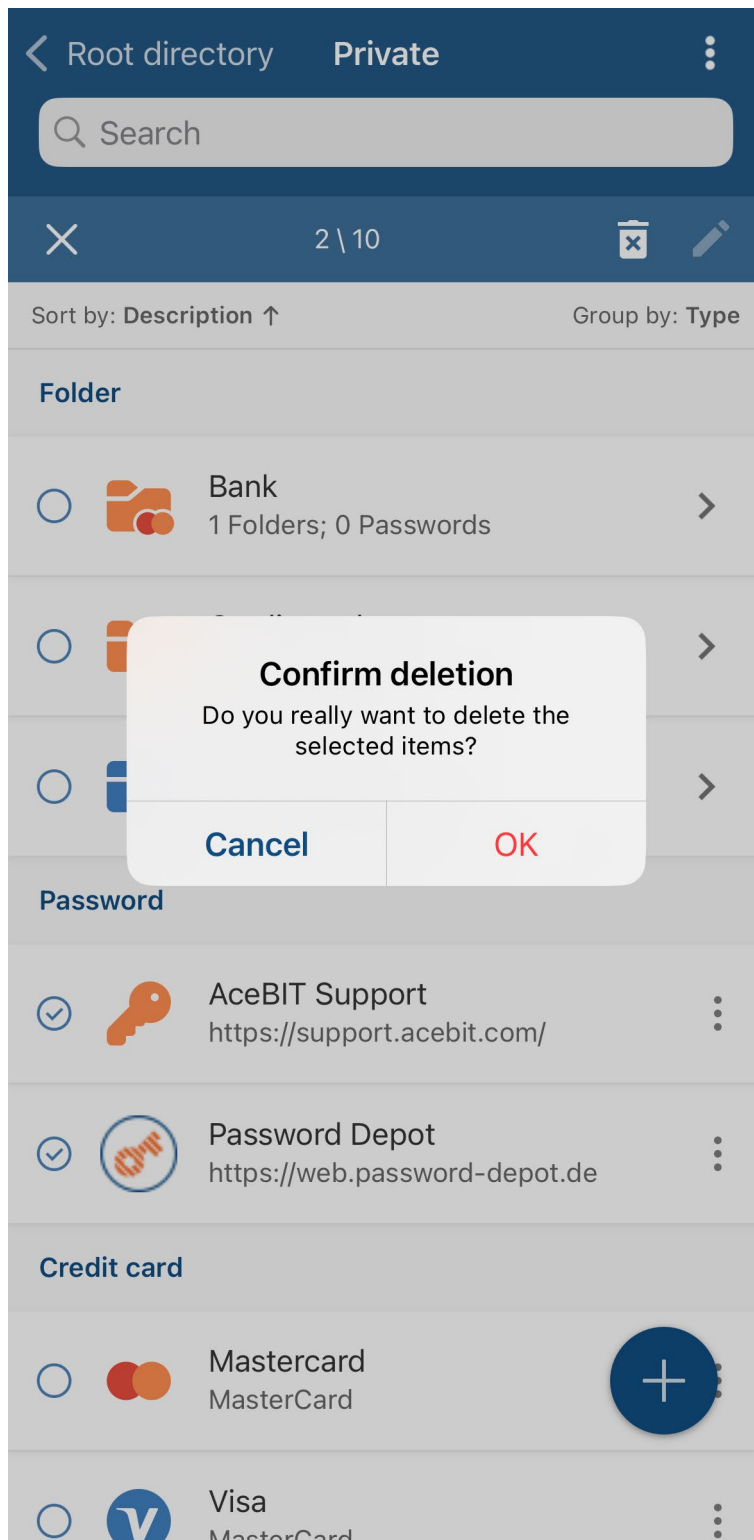 Root directory Private
Search
2 \ 10
Sort by: Description ↑ Group by: Type
Folder
Bank
1 Folders; 0 Passwords
Confirm deletion
Do you really want to delete the
selected items?
Cancel OK
Password
AceBIT Support
https://support.acebit.com/
Password Depot
https://web.password-depot.de
Credit card
Mastercard
MasterCard
Visa
MasterCard